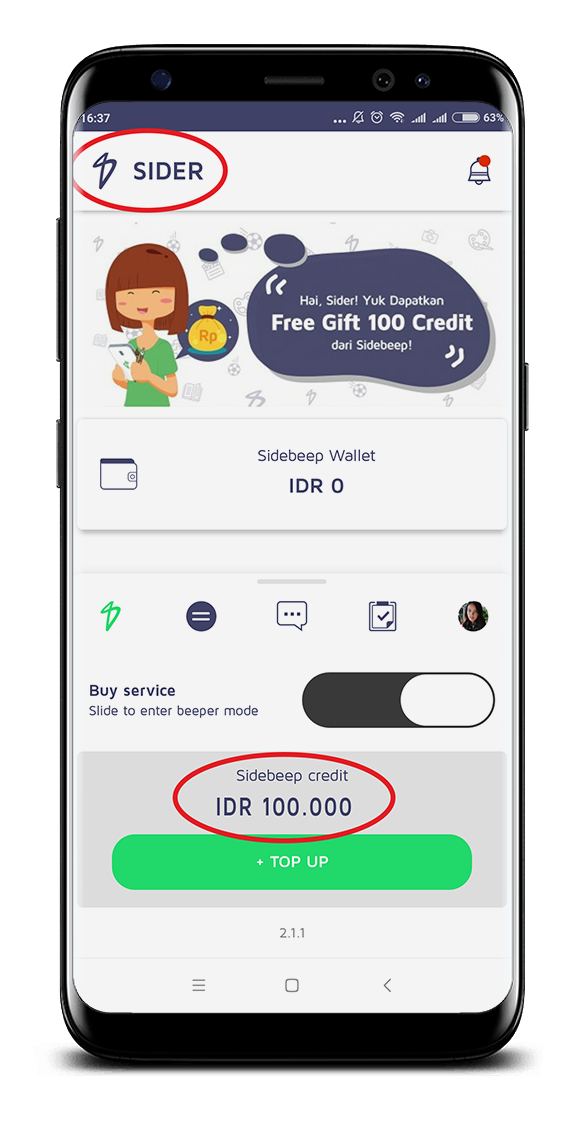 16:37
63%
SIDER
Hai, Sider! Yuk Dapatkan
Free Gift 100 Credit
dari Sidebeep!
Rp
Sidebeep Wallet
IDR 0
Buy service
Slide to enter beeper mode
Sidebeep credit
IDR 100.000
+ TOP UP
2.1.1